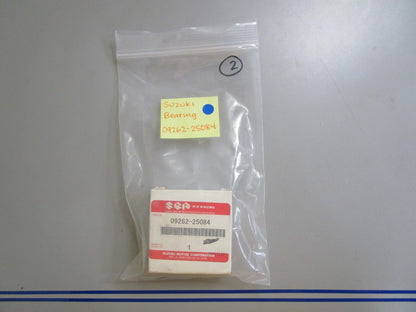 2
Suzuki
Bearing
09262-25084
SGP
09262-25084
1
SUZUKI MOTOR CORPORATION